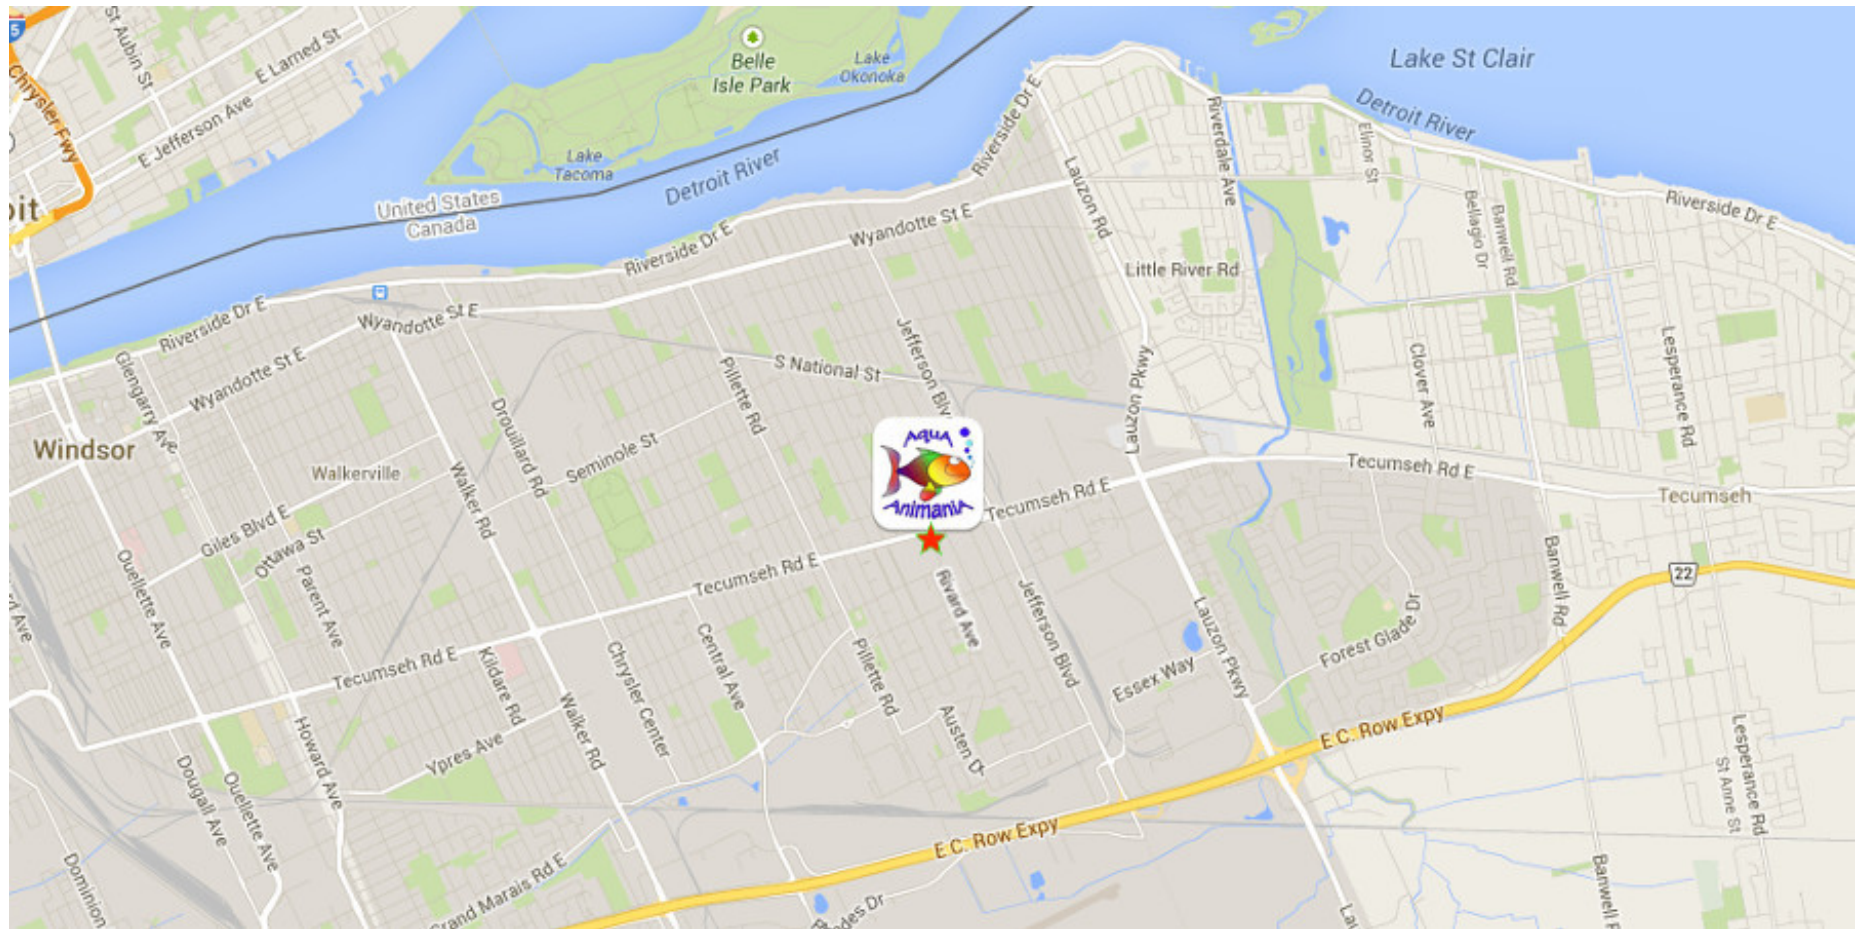 5
St Aubin St
E Larned St
Chrysler Fwy
E Jefferson Ave
Belle
Isle Park
Lake
Okonoka
Lake St Clair
Detroit River
Lake
Tacoma
Detroit River
United States
Canada
oit
Riverside Dr E
Riverdale Ave
Elinor St
Lauzon Rd
Bellagio Dr
Banwell Rd
Riverside Dr E
Wyandotte St E
Riverside Dr E
Little River Rd
Riverside Dr E
Wyandotte St E
Wyandotte St E
Glengarry Ave
S National St
Jefferson Blv
Pillette Rd
Lauzon Pkwy
Clover Ave
Lesperance Rd
Windsor
Walkerville
Drouillard Rd
Seminole St
Walker Rd
Aqua
Animania
Tecumseh Rd E
Tecumseh Rd E
Tecumseh
Giles Blvd E
Ottawa St
Parent Ave
Ouellette Ave
Tecumseh Rd E
Rivard Ave
Jefferson Blvd
Banwell Rd
22
rd Ave
Tecumseh Rd E
Kildare Rd
Chrysler Center
Central Ave
Pillette Rd
Essex Way
Lauzon Pkwy
Forest Glade Dr
Walker Rd
Howard Ave
Ypres Ave
Austen Dr
E C. Row Expy
Lesperance Rd
St Anne St
Dougall Ave
Ouellette Ave
E C. Row Expy
Dominion
Grand Marais Rd E
des Dr
Lau
Banwell R